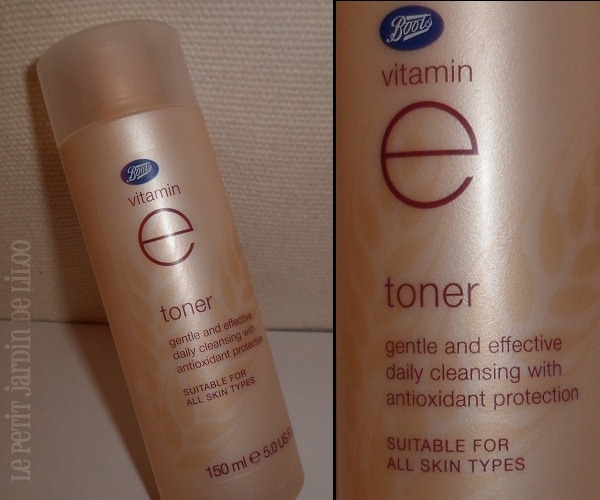 Boots
vitamin
e
toner
gentle and effective
daily cleansing with
antioxidant protection
SUITABLE FOR
ALL SKIN TYPES
150 ml e 5.0 US
Boots
vitamin
e
toner
gentle and effective
daily cleansing with
antioxidant protection
SUITABLE FOR
ALL SKIN TYPES
LE PETIT JARDIN DE LILOO